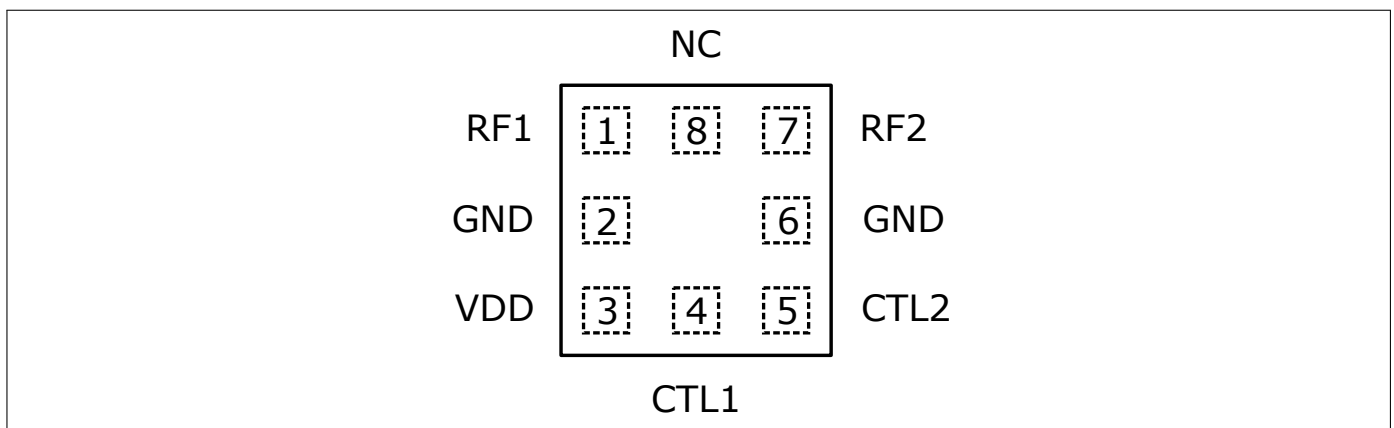 NC
RF1 1 8 7 RF2
GND 2 6 GND
VDD 3 4 5 CTL2
CTL1